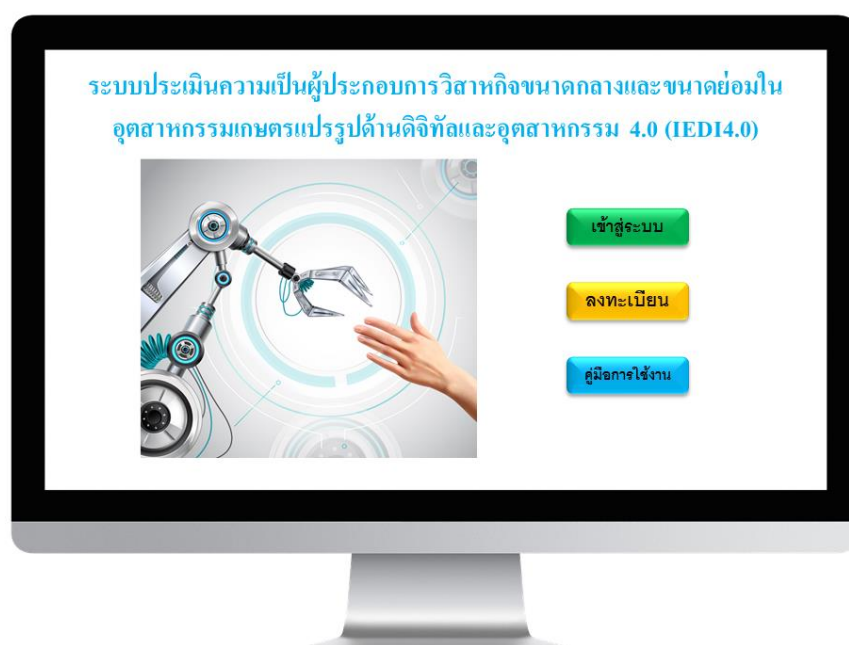 ระบบประเมินความเป็นผู้ประกอบการวิสาหกิจขนาดกลางและขนาดย่อมใน
อุตสาหกรรมเกษตรแปรรูปด้านดิจิทัลและอุตสาหกรรม 4.0 (IEDI4.0)
เข้าสู่ระบบ
ลงทะเบียน
คู่มือการใช้งาน